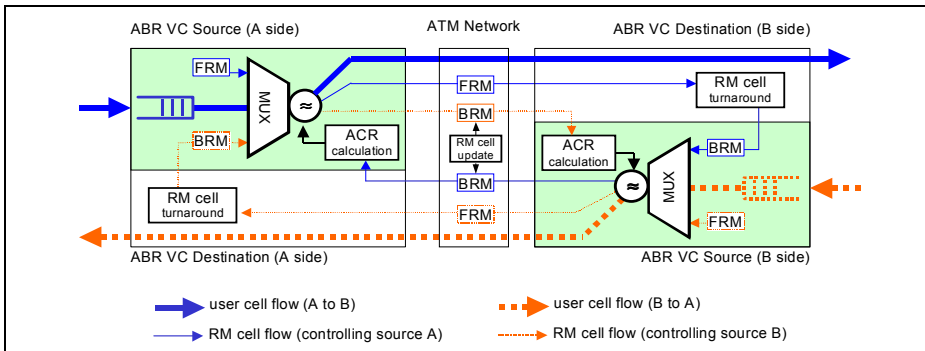 ABR VC Source (A side)
ATM Network
ABR VC Destination (B side)
FRM
MUX
≈
FRM
RM cell
turnaround
BRM
BRM
ACR
calculation
RM cell
update
ACR
calculation
BRM
BRM
≈
MUX
RM cell
turnaround
FRM
FRM
ABR VC Destination (A side)
ABR VC Source (B side)
user cell flow (A to B)
user cell flow (B to A)
RM cell flow (controlling source A)
RM cell flow (controlling source B)